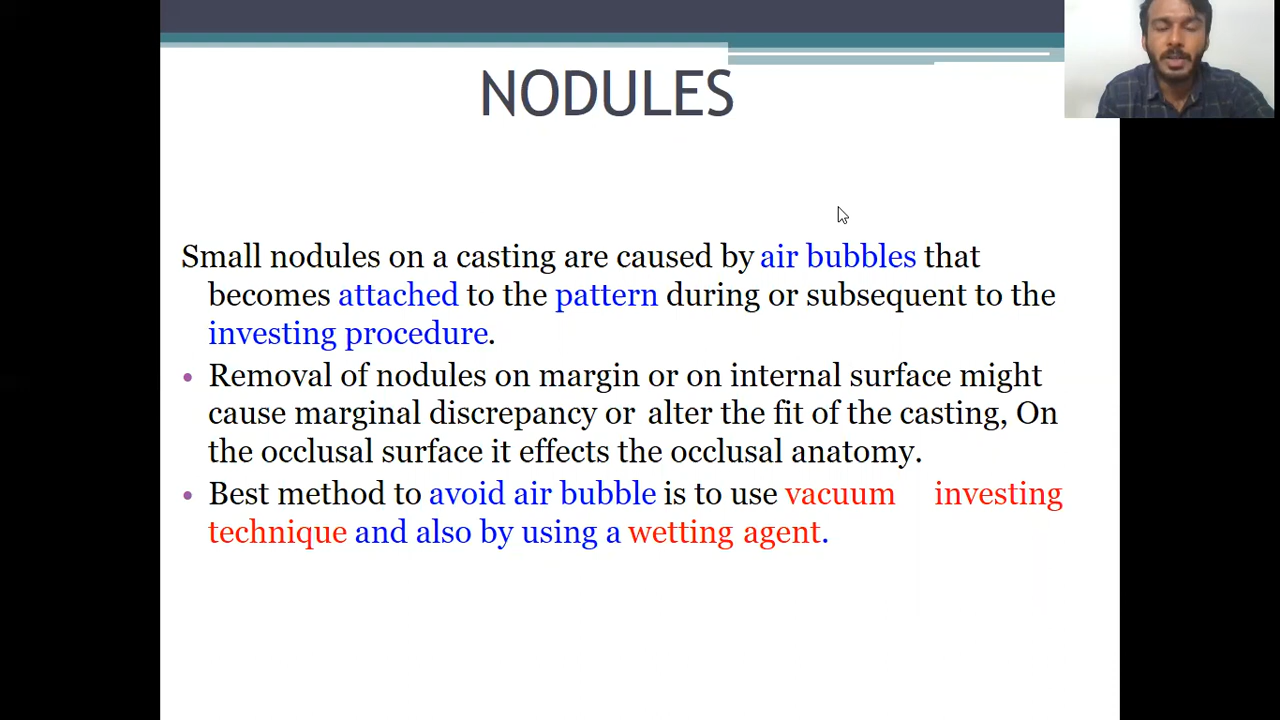 NODULES
Small nodules on a casting are caused by air bubbles that
becomes attached to the pattern during or subsequent to the
investing procedure.
• Removal of nodules on margin or on internal surface might
cause marginal discrepancy or alter the fit of the casting, On
the occlusal surface it effects the occlusal anatomy.
• Best method to avoid air bubble is to use vacuum investing
technique and also by using a wetting agent.